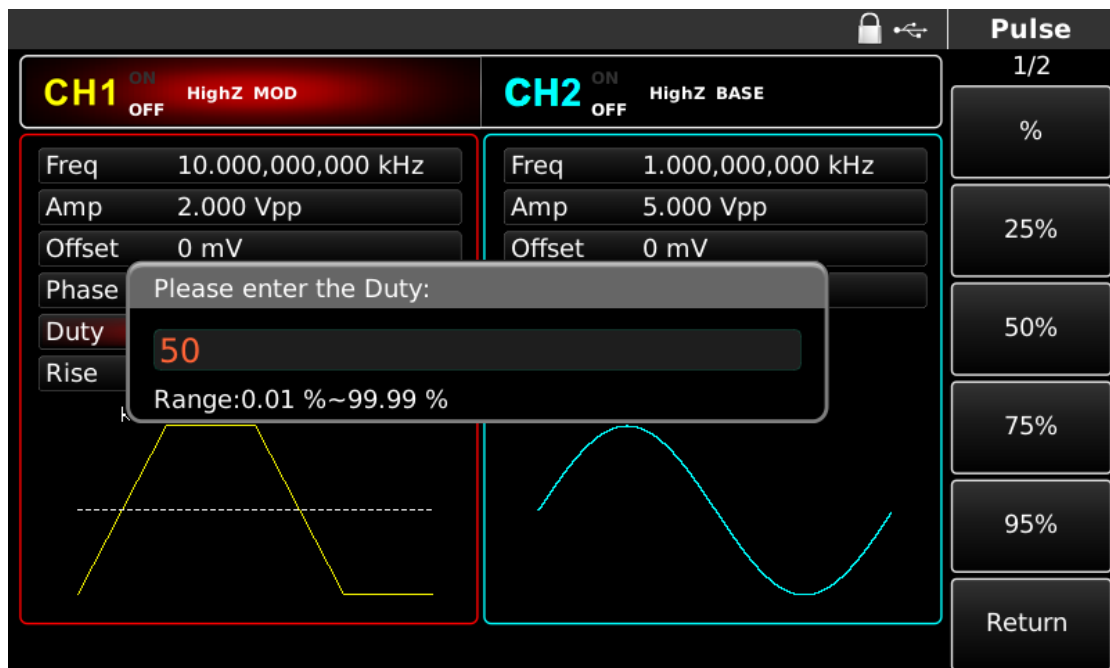 Pulse
1/2
CH1 ON OFF HighZ MOD
CH2 ON OFF HighZ BASE
Freq 10.000,000,000 kHz
Amp 2.000 Vpp
Offset 0 mV
Phase
Duty
Rise
Freq 1.000,000,000 kHz
Amp 5.000 Vpp
Offset 0 mV
Please enter the Duty:
50
Range:0.01 %~99.99 %
%
25%
50%
75%
95%
Return